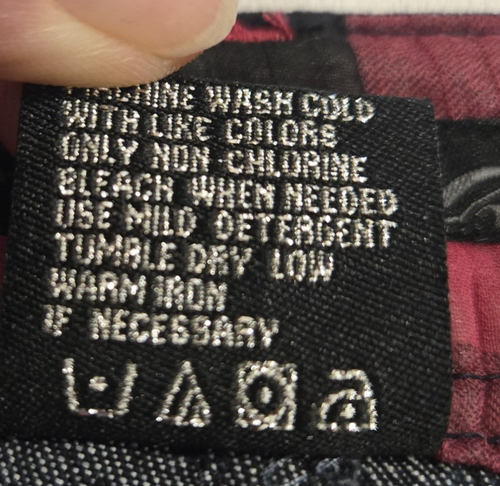 MACHINE WASH COLD
WITH LIKE COLORS
ONLY NON-CHLORINE
BLEACH WHEN NEEDED
USE MILD DETERGENT
TUMBLE DRY LOW
WARM IRON
IF NECESSARY